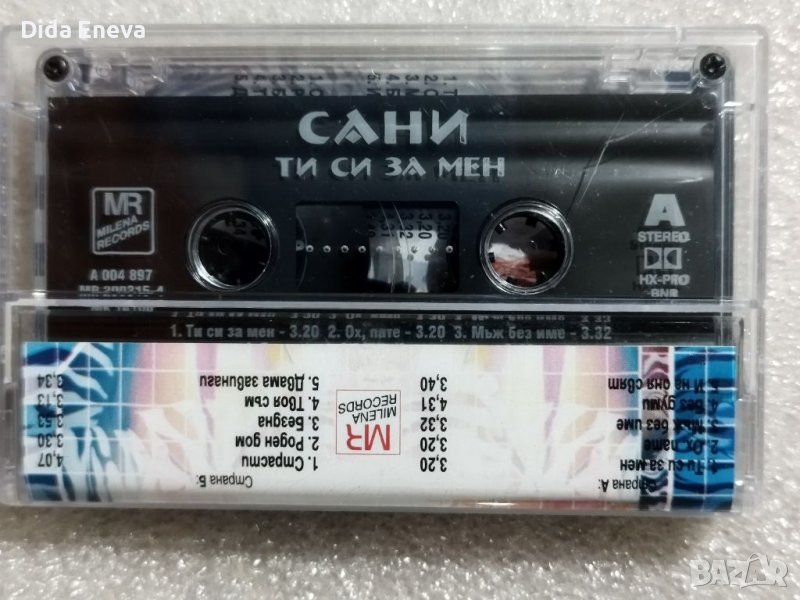 Dida Eneva
САНИ
ТИ СИ ЗА МЕН
MR
MILENA
RECORDS
A
STEREO
HX-PRO
BNR
A 004 897
1. Ти си за мен - 3.20 2. Ох, пате - 3.20 3. Мъж без име - 3.32
Страна А:
1. Ти си за мен 3,20
2. Ох, пате 3,20
3. Мъж без име 3,32
4. Без думи 4,31
5. И на оня свят 3,40
MR
MILENA
RECORDS
Страна Б:
1. Страсти 4,07
2. Роден дом 3,30
3. Бездна 3,53
4. Твоя съм 3,13
5. Двама завинаги 3,34
BAZAR